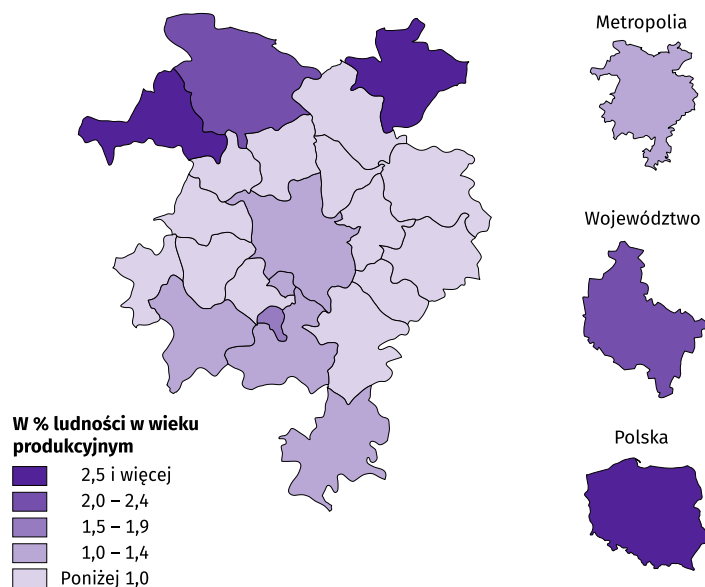 Metropolia
Województwo
Polska
W % ludności w wieku
produkcyjnym
2,5 i więcej
2,0 – 2,4
1,5 – 1,9
1,0 – 1,4
Poniżej 1,0